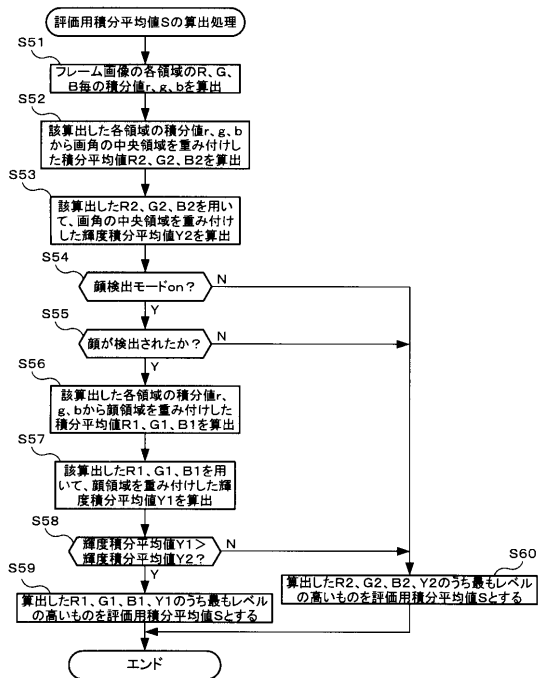 評価用積分平均値Sの算出処理
S51
フレーム画像の各領域のR、G、
B毎の積分値r、g、bを算出
S52
該算出した各領域の積分値r、g、b
から画角の中央領域を重み付けし
た積分平均値R2、G2、B2を算出
S53
該算出したR2、G2、B2を用い
て、画角の中央領域を重み付け
した輝度積分平均値Y2を算出
S54
顔検出モードon?
N
Y
S55
顔が検出されたか?
N
Y
S56
該算出した各領域の積分値r、
g、bから顔領域を重み付けした
積分平均値R1、G1、B1を算出
S57
該算出したR1、G1、B1を用
いて、顔領域を重み付けした輝
度積分平均値Y1を算出
S58
輝度積分平均値Y1>
輝度積分平均値Y2?
N
Y
S59
算出したR1、G1、B1、Y1のうち最もレベル
の高いものを評価用積分平均値Sとする
S60
算出したR2、G2、B2、Y2のうち最もレベル
の高いものを評価用積分平均値Sとする
エンド